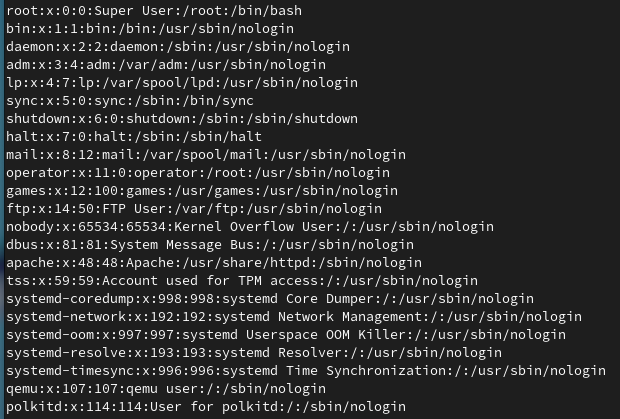 root:x:0:0:Super User:/root:/bin/bash
bin:x:1:1:bin:/bin:/usr/sbin/nologin
daemon:x:2:2:daemon:/sbin:/usr/sbin/nologin
adm:x:3:4:adm:/var/adm:/usr/sbin/nologin
lp:x:4:7:lp:/var/spool/lpd:/usr/sbin/nologin
sync:x:5:0:sync:/sbin:/bin/sync
shutdown:x:6:0:shutdown:/sbin:/sbin/shutdown
halt:x:7:0:halt:/sbin:/sbin/halt
mail:x:8:12:mail:/var/spool/mail:/usr/sbin/nologin
operator:x:11:0:operator:/root:/usr/sbin/nologin
games:x:12:100:games:/usr/games:/usr/sbin/nologin
ftp:x:14:50:FTP User:/var/ftp:/usr/sbin/nologin
nobody:x:65534:65534:Kernel Overflow User:/:/usr/sbin/nologin
dbus:x:81:81:System Message Bus:/:/usr/sbin/nologin
apache:x:48:48:Apache:/usr/share/httpd:/sbin/nologin
tss:x:59:59:Account used for TPM access:/:/usr/sbin/nologin
systemd-coredump:x:998:998:systemd Core Dumper:/:/usr/sbin/nologin
systemd-network:x:192:192:systemd Network Management:/:/usr/sbin/nologin
systemd-oom:x:997:997:systemd Userspace OOM Killer:/:/usr/sbin/nologin
systemd-resolve:x:193:193:systemd Resolver:/:/usr/sbin/nologin
systemd-timesync:x:996:996:systemd Time Synchronization:/:/usr/sbin/nologin
qemu:x:107:107:qemu user:/:/sbin/nologin
polkitd:x:114:114:User for polkitd:/:/sbin/nologin